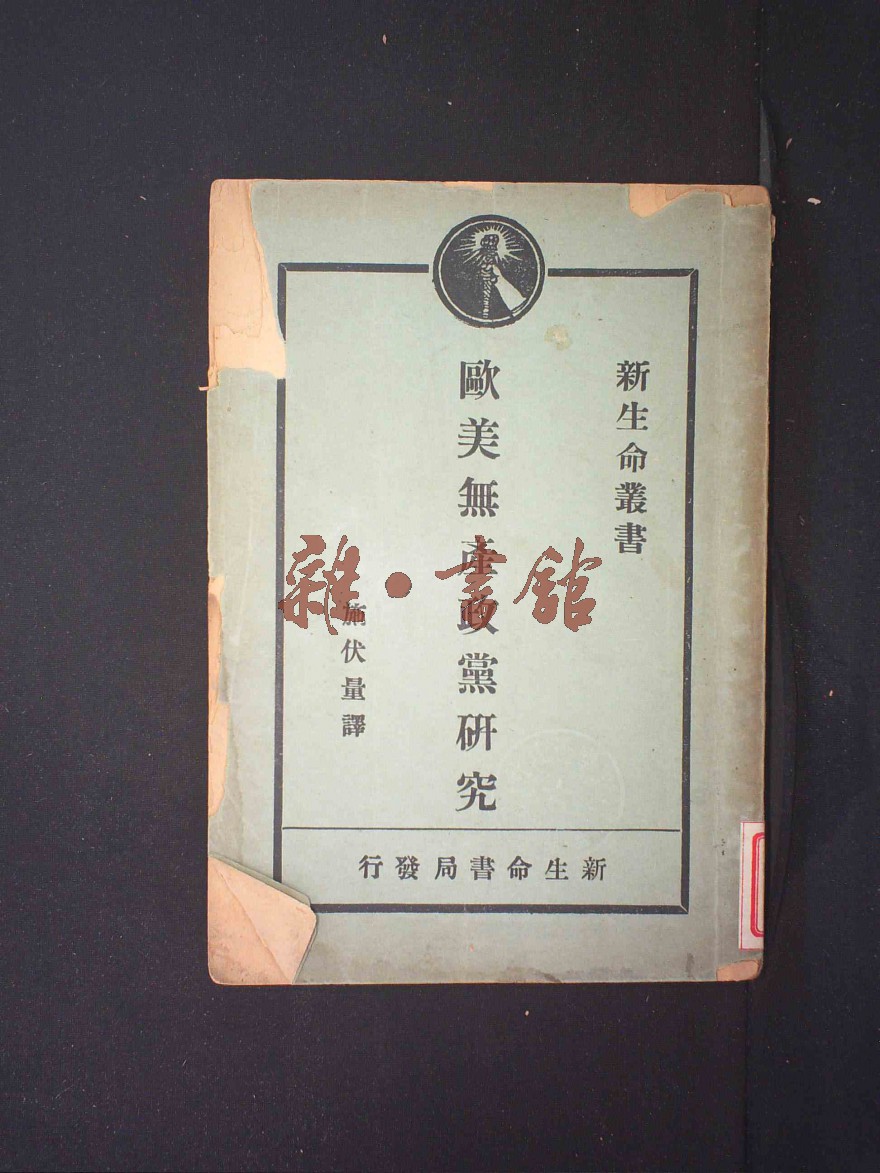 新生命叢書
歐美無產政黨研究
施伏量譯
新生命書局發行
雜·書館